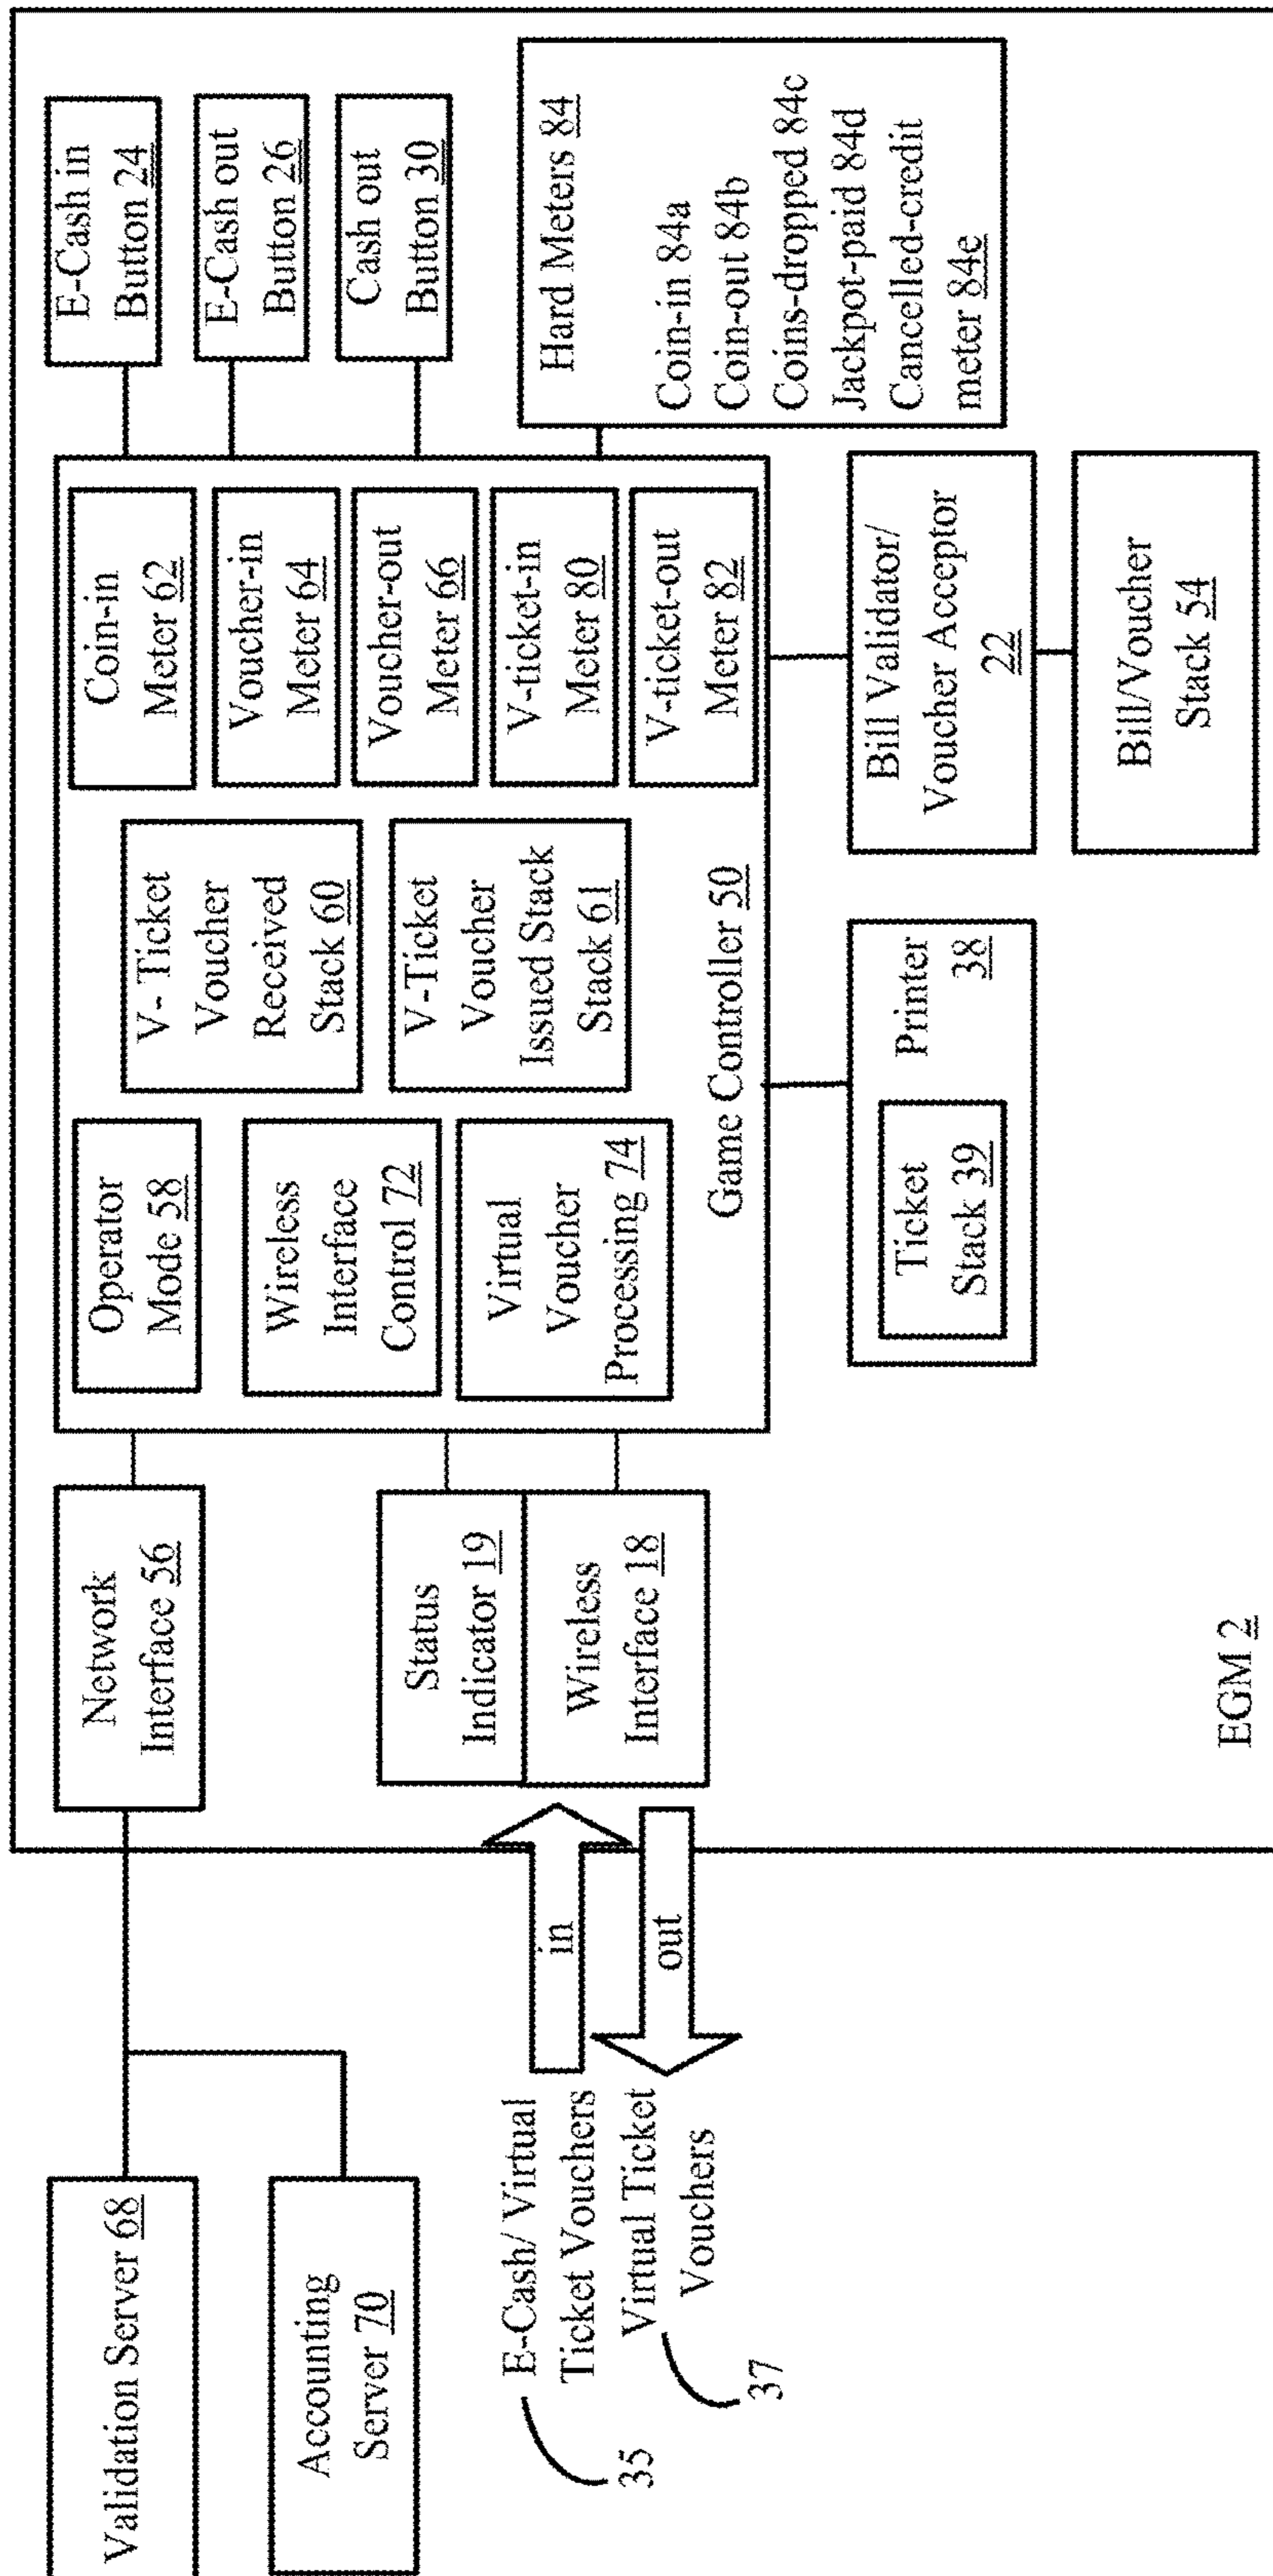 Validation Server 68
Accounting
Server 70
E-Cash/ Virtual
Ticket Vouchers
Virtual Ticket
Vouchers
35
37
in
out
Network
Interface 56
Status
Indicator 19
Wireless
Interface 18
EGM 2
Operator
Mode 58
Wireless
Interface
Control 72
Virtual
Voucher
Processing 74
V- Ticket
Voucher
Received
Stack 60
V-Ticket
Voucher
Issued Stack
Stack 61
Game Controller 50
Coin-in
Meter 62
Voucher-in
Meter 64
Voucher-out
Meter 66
V-ticket-in
Meter 80
V-ticket-out
Meter 82
Ticket
Stack 39
Printer
38
Bill Validator/
Voucher Acceptor
22
Bill/Voucher
Stack 54
E-Cash in
Button 24
E-Cash out
Button 26
Cash out
Button 30
Hard Meters 84
Coin-in 84a
Coin-out 84b
Coins-dropped 84c
Jackpot-paid 84d
Cancelled-credit
meter 84e